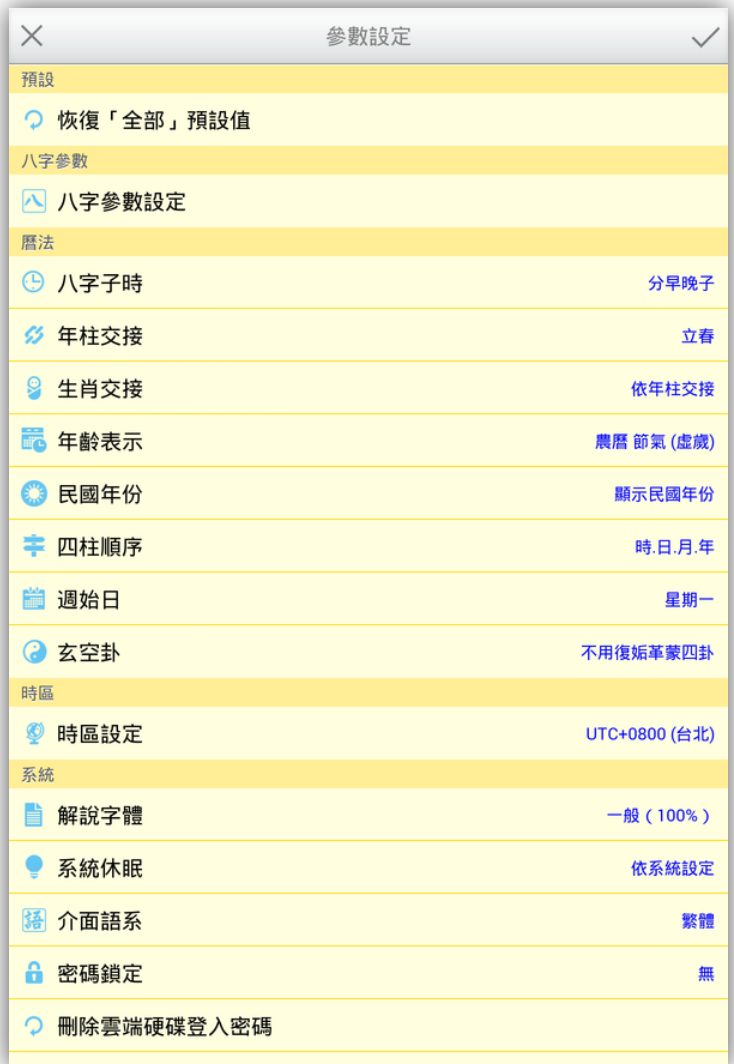 參數設定
預設
恢復「全部」預設值
八字參數
八 八字參數設定
曆法
八字子時 分早晚子
年柱交接 立春
生肖交接 依年柱交接
年齡表示 農曆 節氣 (虛歲)
民國年份 顯示民國年份
四柱順序 時.日.月.年
週始日 星期一
玄空卦 不用復姤革蒙四卦
時區
時區設定 UTC+0800 (台北)
系統
解說字體 一般 ( 100% )
系統休眠 依系統設定
語 介面語系 繁體
密碼鎖定 無
刪除雲端硬碟登入密碼